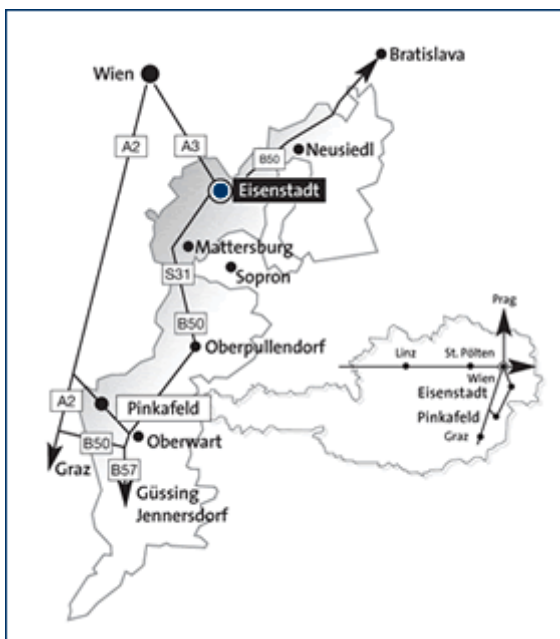 Bratislava
Wien
A2
A3
B50
Neusiedl
Eisenstadt
Mattersburg
S31
Sopron
B50
Oberpullendorf
A2
Pinkafeld
B50
Oberwart
Graz
B57
Güssing
Jennersdorf
Prag
Linz
St. Pölten
Wien
Eisenstadt
Pinkafeld
Graz